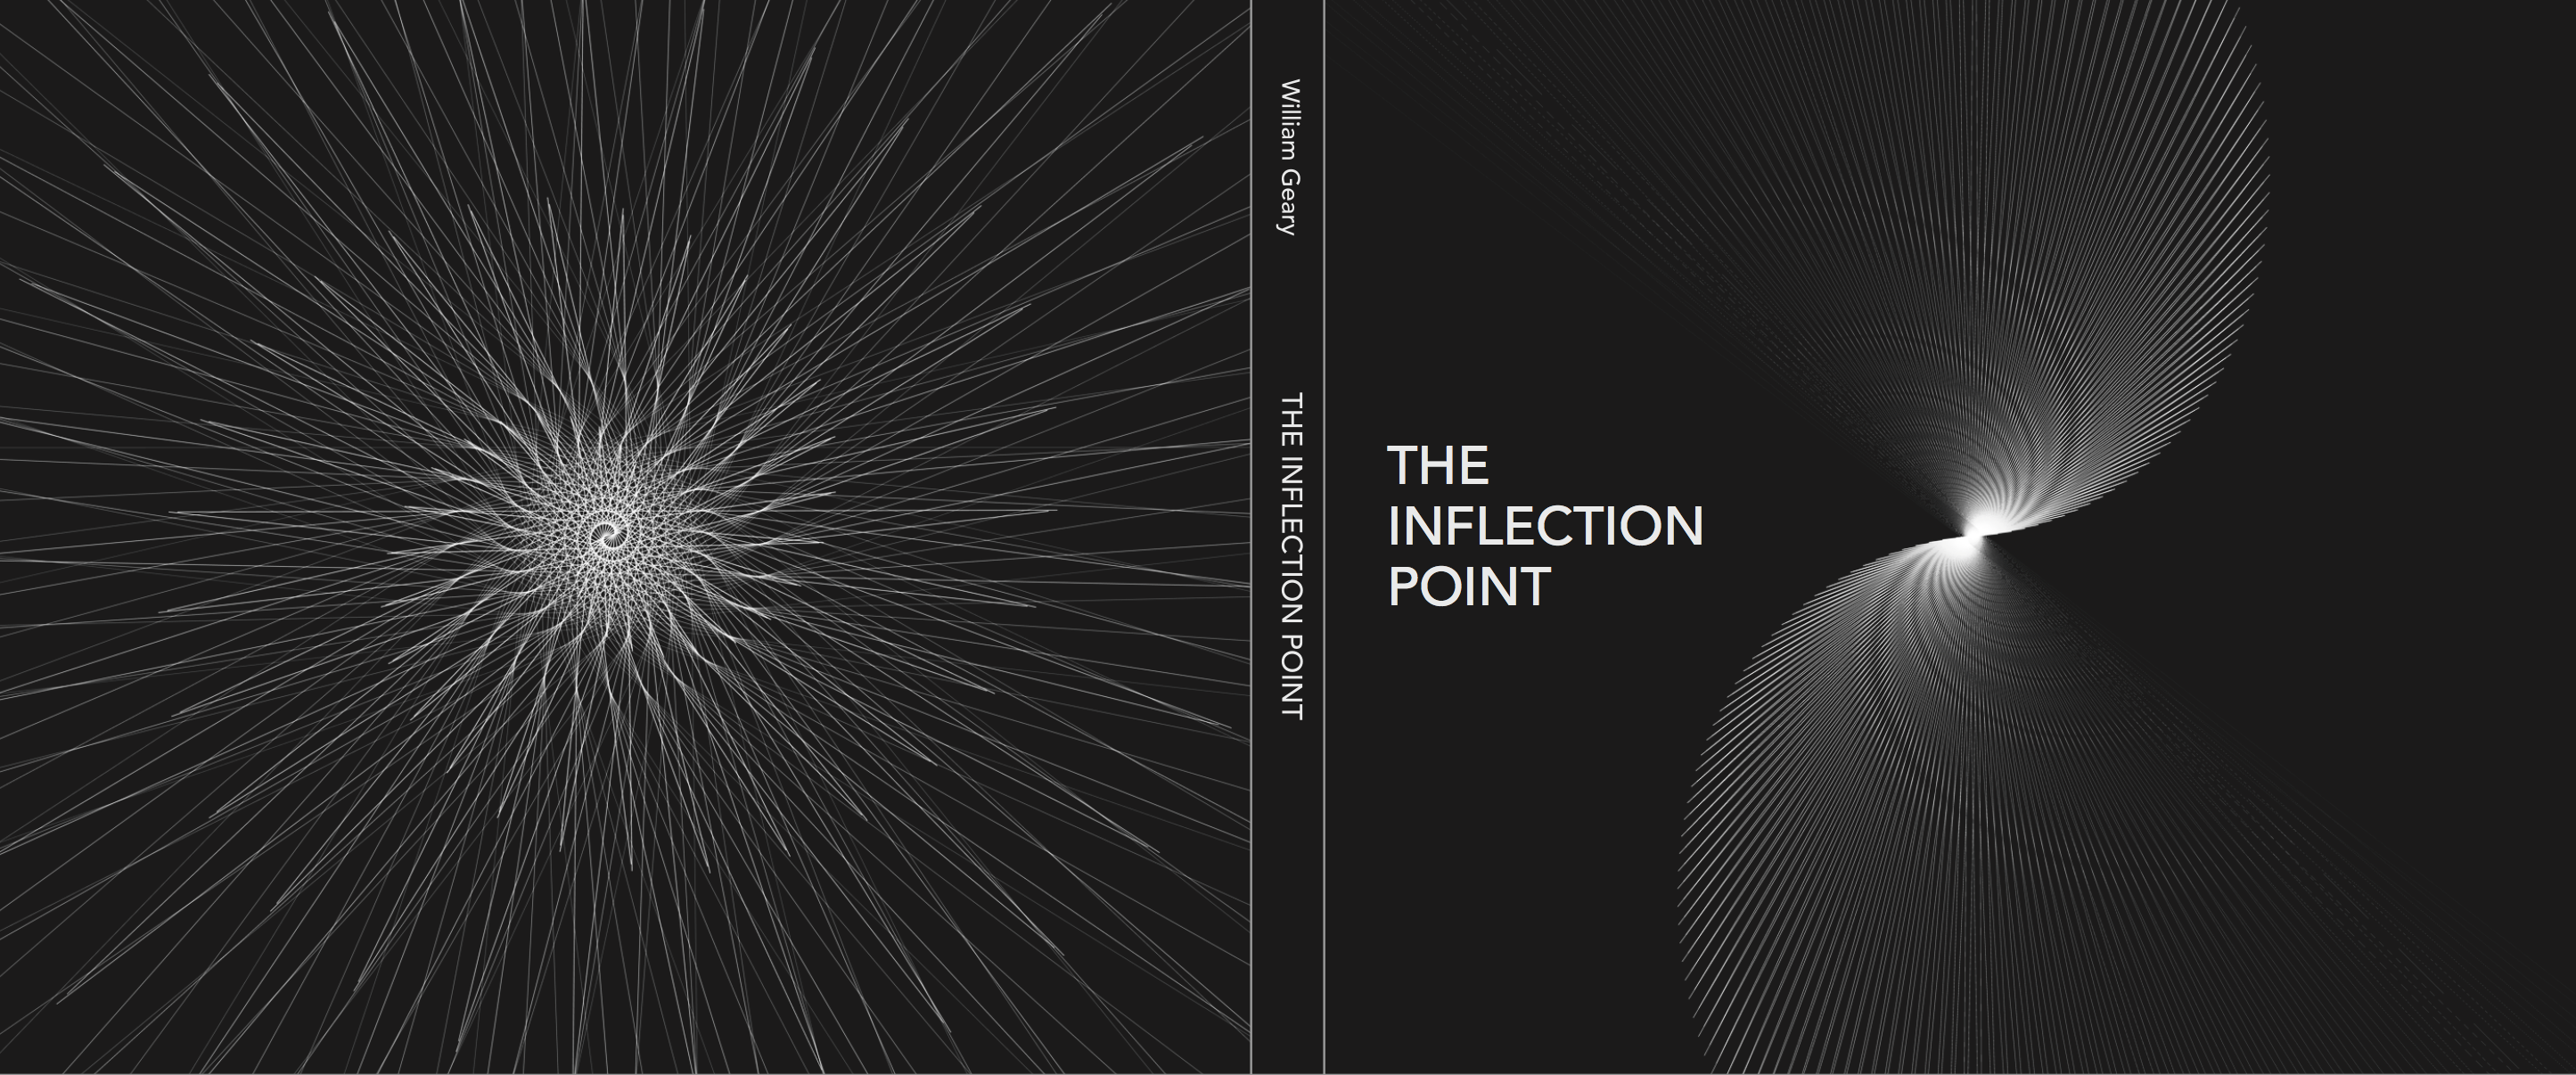 William Geary
THE INFLECTION POINT
THE
INFLECTION
POINT